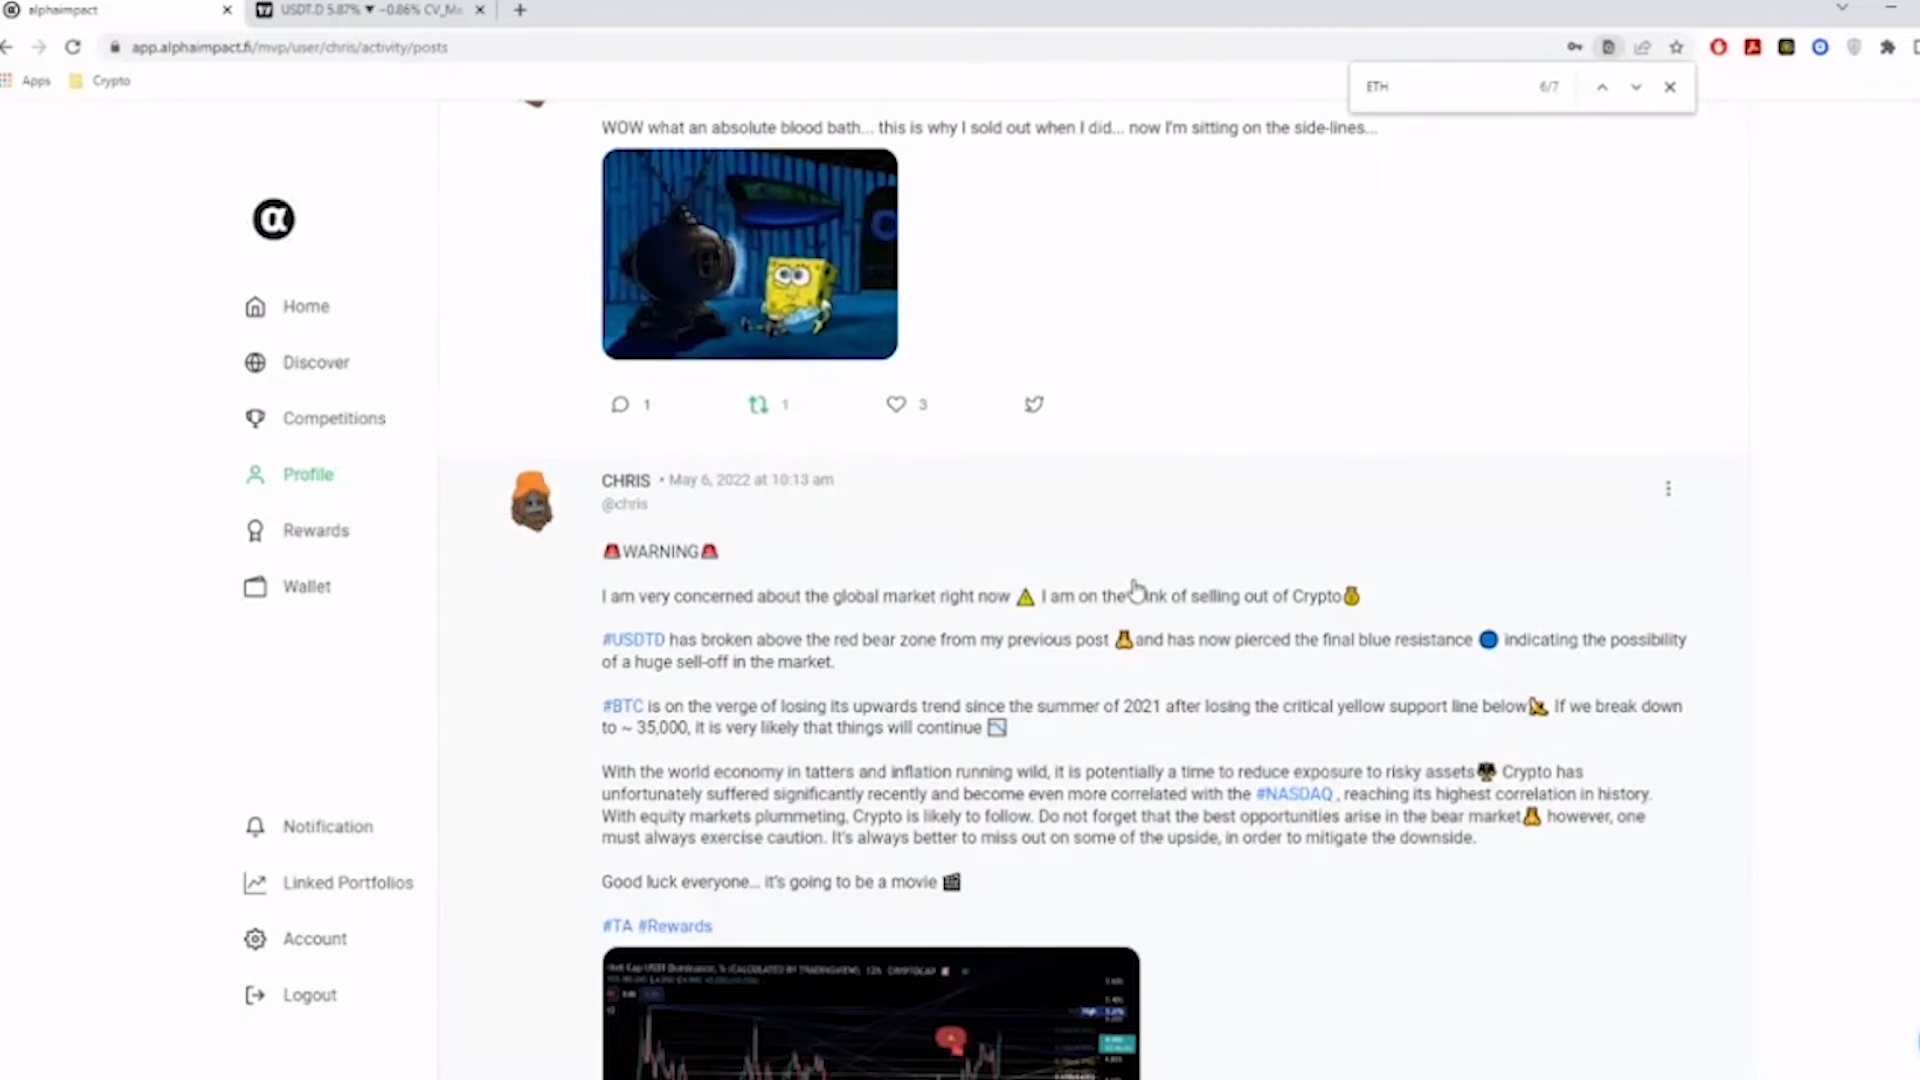 alphaimpact
USDT.D 5.87% ▼ −0.86% CV_Ma
app.alphaimpact.fi/mvp/user/chris/activity/posts
Apps
Crypto
ETH
6/7
WOW what an absolute blood bath... this is why I sold out when I did... now I'm sitting on the side-lines...
α
Home
Discover
Competitions
Profile
Rewards
Wallet
1
1
3
CHRIS • May 6, 2022 at 10:13 am
@chris
🚨WARNING🚨
I am very concerned about the global market right now ⚠ I am on the ink of selling out of Crypto💰
#USDTD has broken above the red bear zone from my previous post and has now pierced the final blue resistance 🔵 indicating the possibility
of a huge sell-off in the market.
#BTC is on the verge of losing its upwards trend since the summer of 2021 after losing the critical yellow support line below If we break down
to ~ 35,000, it is very likely that things will continue 📉
With the world economy in tatters and inflation running wild, it is potentially a time to reduce exposure to risky assets Crypto has
unfortunately suffered significantly recently and become even more correlated with the #NASDAQ , reaching its highest correlation in history.
With equity markets plummeting, Crypto is likely to follow. Do not forget that the best opportunities arise in the bear market however, one
must always exercise caution. It's always better to miss out on some of the upside, in order to mitigate the downside.
Good luck everyone... it's going to be a movie 🎬
#TA #Rewards
Notification
Linked Portfolios
Account
Logout